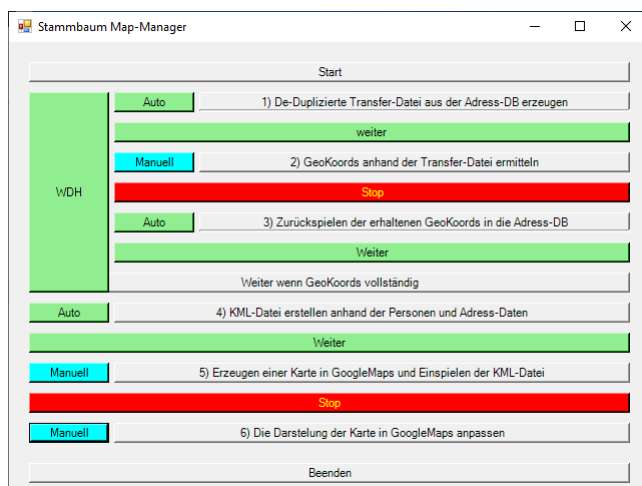 Stammbaum Map-Manager
Start
Auto 1) De-Duplizierte Transfer-Datei aus der Adress-DB erzeugen
weiter
Manuell 2) GeoKoords anhand der Transfer-Datei ermitteln
WDH Stop
Auto 3) Zurückspielen der erhaltenen GeoKoords in die Adress-DB
Weiter
Weiter wenn GeoKoords vollständig
Auto 4) KML-Datei erstellen anhand der Personen und Adress-Daten
Weiter
Manuell 5) Erzeugen einer Karte in GoogleMaps und Einspielen der KML-Datei
Stop
Manuell 6) Die Darstelung der Karte in GoogleMaps anpassen
Beenden